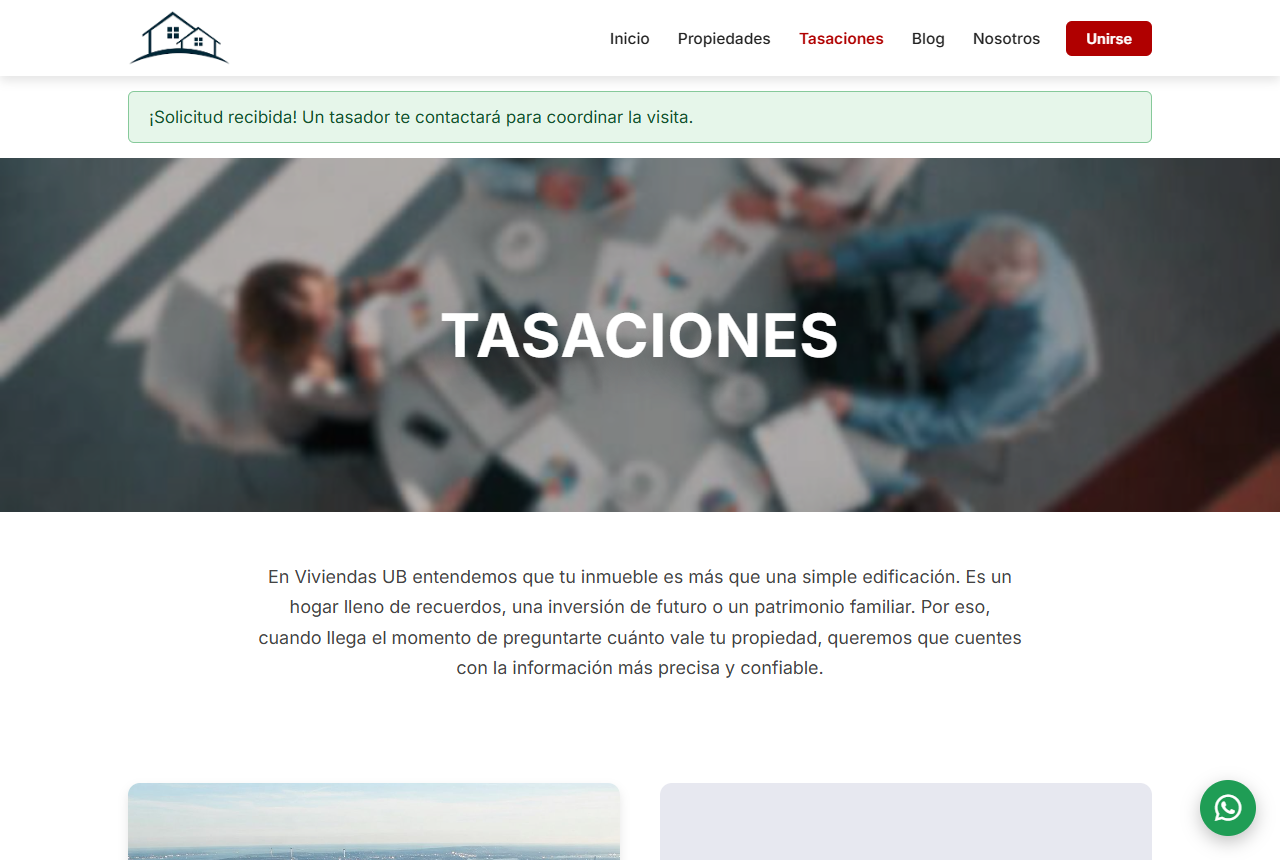 Inicio Propiedades Tasaciones Blog Nosotros Unirse
¡Solicitud recibida! Un tasador te contactará para coordinar la visita.
TASACIONES
En Viviendas UB entendemos que tu inmueble es más que una simple edificación. Es un
hogar lleno de recuerdos, una inversión de futuro o un patrimonio familiar. Por eso,
cuando llega el momento de preguntarte cuánto vale tu propiedad, queremos que cuentes
con la información más precisa y confiable.